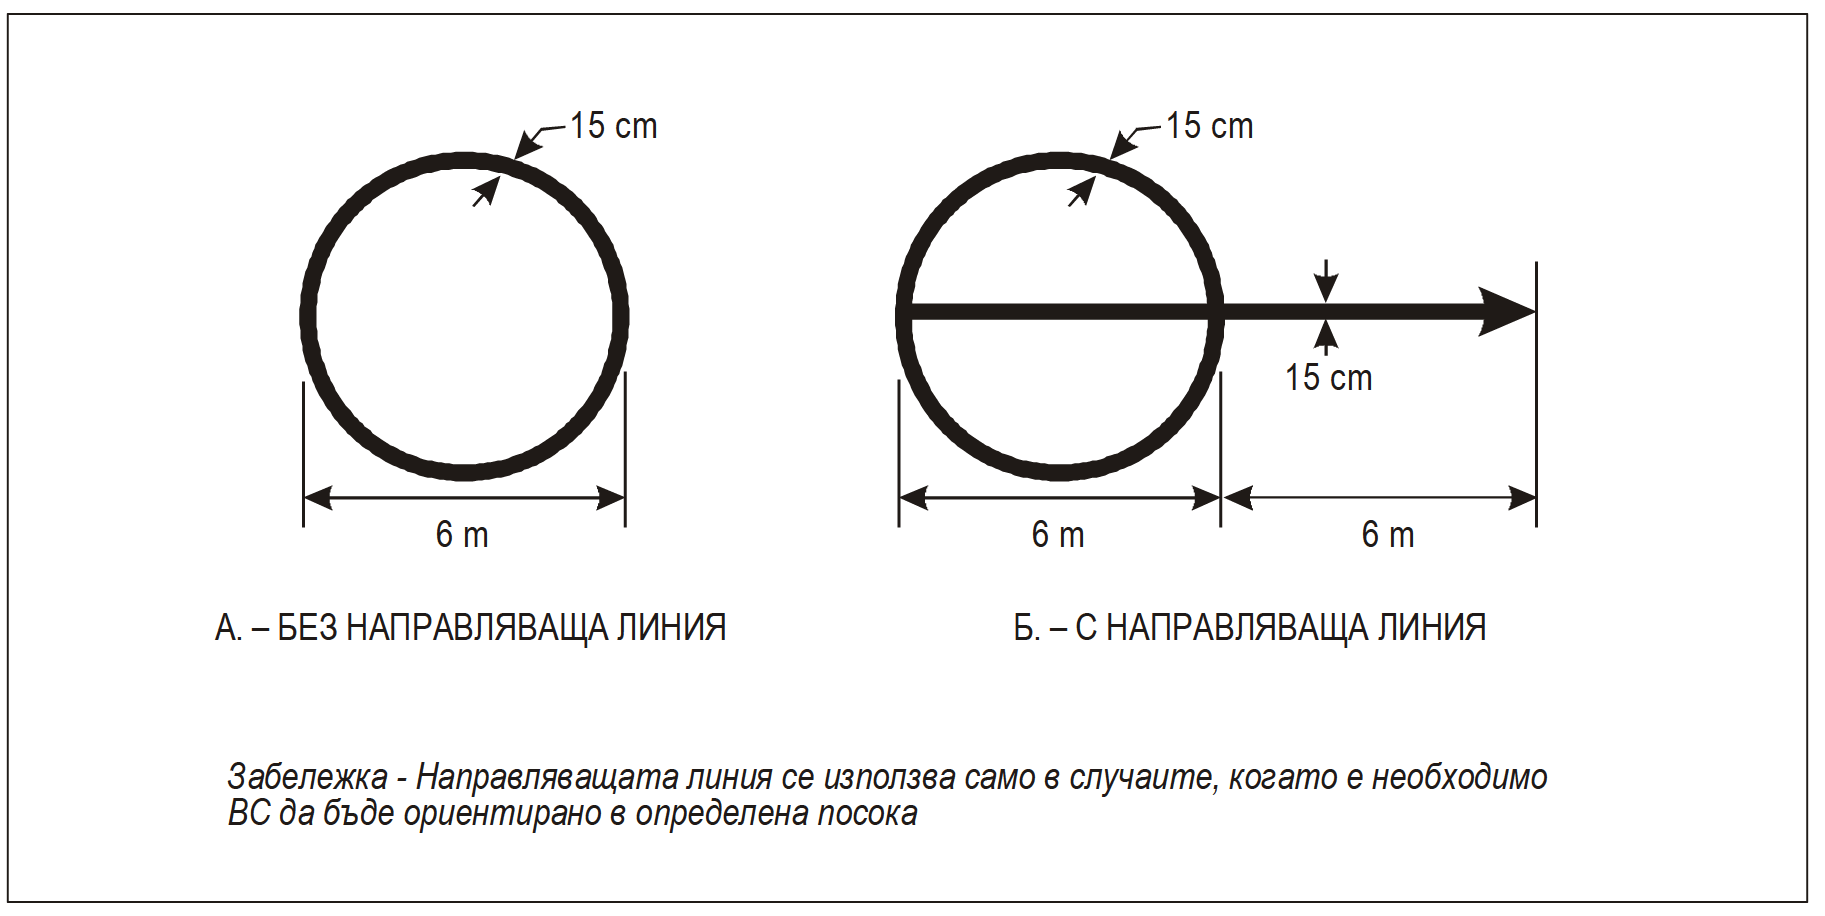 15 cm
15 cm
15 cm
6 m
6 m
6 m
А. – БЕЗ НАПРАВЛЯВАЩА ЛИНИЯ
Б. – С НАПРАВЛЯВАЩА ЛИНИЯ
Забележка - Направляващата линия се използва само в случаите, когато е необходимо
ВС да бъде ориентирано в определена посока